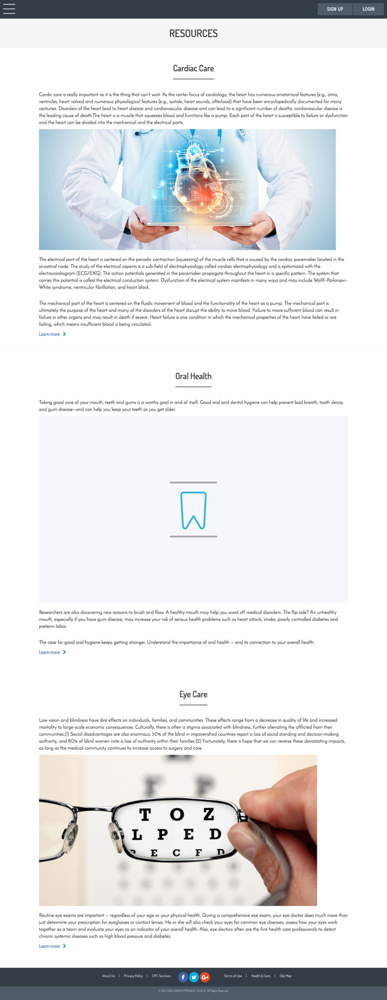 SIGN UP
LOGIN
RESOURCES
Cardiac Care
Cardic care is really important as it is the thing that can't wait. As the center focus of cardiology, the heart has numerous anatomical features (e.g., atria,
ventricles, heart valves) and numerous physiological features (e.g., systole, heart sounds, afterload) that have been encyclopedically documented for many
centuries. Disorders of the heart lead to heart disease and cardiovascular disease and can lead to a significant number of deaths: cardiovascular disease is
the leading cause of death.The heart is a muscle that squeezes blood and functions like a pump. Each part of the heart is susceptible to failure or dysfunction
and the heart can be divided into the mechanical and the electrical parts.
The electrical part of the heart is centered on the periodic contraction (squeezing) of the muscle cells that is caused by the cardiac pacemaker located in the
sinoatrial node. The study of the electrical aspects is a sub-field of electrophysiology called cardiac electrophysiology and is epitomized with the
electrocardiogram (ECG/EKG). The action potentials generated in the pacemaker propagate throughout the heart in a specific pattern. The system that
carries this potential is called the electrical conduction system. Dysfunction of the electrical system manifests in many ways and may include Wolff–Parkinson–
White syndrome, ventricular fibrillation, and heart block.
The mechanical part of the heart is centered on the fluidic movement of blood and the functionality of the heart as a pump. The mechanical part is
ultimately the purpose of the heart and many of the disorders of the heart disrupt the ability to move blood. Failure to move sufficient blood can result in
failure in other organs and may result in death if severe. Heart failure is one condition in which the mechanical properties of the heart have failed or are
failing, which means insufficient blood is being circulated.
Learn more
Oral Health
Taking good care of your mouth, teeth and gums is a worthy goal in and of itself. Good oral and dental hygiene can help prevent bad breath, tooth decay
and gum disease—and can help you keep your teeth as you get older.
Researchers are also discovering new reasons to brush and floss. A healthy mouth may help you ward off medical disorders. The flip side? An unhealthy
mouth, especially if you have gum disease, may increase your risk of serious health problems such as heart attack, stroke, poorly controlled diabetes and
preterm labor.
The case for good oral hygiene keeps getting stronger. Understand the importance of oral health — and its connection to your overall health.
Learn more
Eye Care
Low vision and blindness have dire effects on individuals, families, and communities. These effects range from a decrease in quality of life and increased
mortality to large-scale economic consequences. Culturally, there is often a stigma associated with blindness, further alienating the afflicted from their
communities.(1) Social disadvantages are also enormous: 50% of the blind in impoverished countries report a loss of social standing and decision-making
authority, and 80% of blind women note a loss of authority within their families.(2) Fortunately, there is hope that we can reverse these devastating impacts,
as long as the medical community continues to increase access to surgery and care.
T O Z
L P E D
P E C F D
Routine eye exams are important — regardless of your age or your physical health. During a comprehensive eye exam, your eye doctor does much more than
just determine your prescription for eyeglasses or contact lenses. He or she will also check your eyes for common eye diseases, assess how your eyes work
together as a team and evaluate your eyes as an indicator of your overall health. Also, eye doctors often are the first health care professionals to detect
chronic systemic diseases such as high blood pressure and diabetes.
Learn more
About Us | Privacy Policy | EMT Servives f G+ Terms of Use | Health & Care | Site Map
© 2017 SWD-GROUP-PROJECT, DUB-IE. All Rights Reserved.